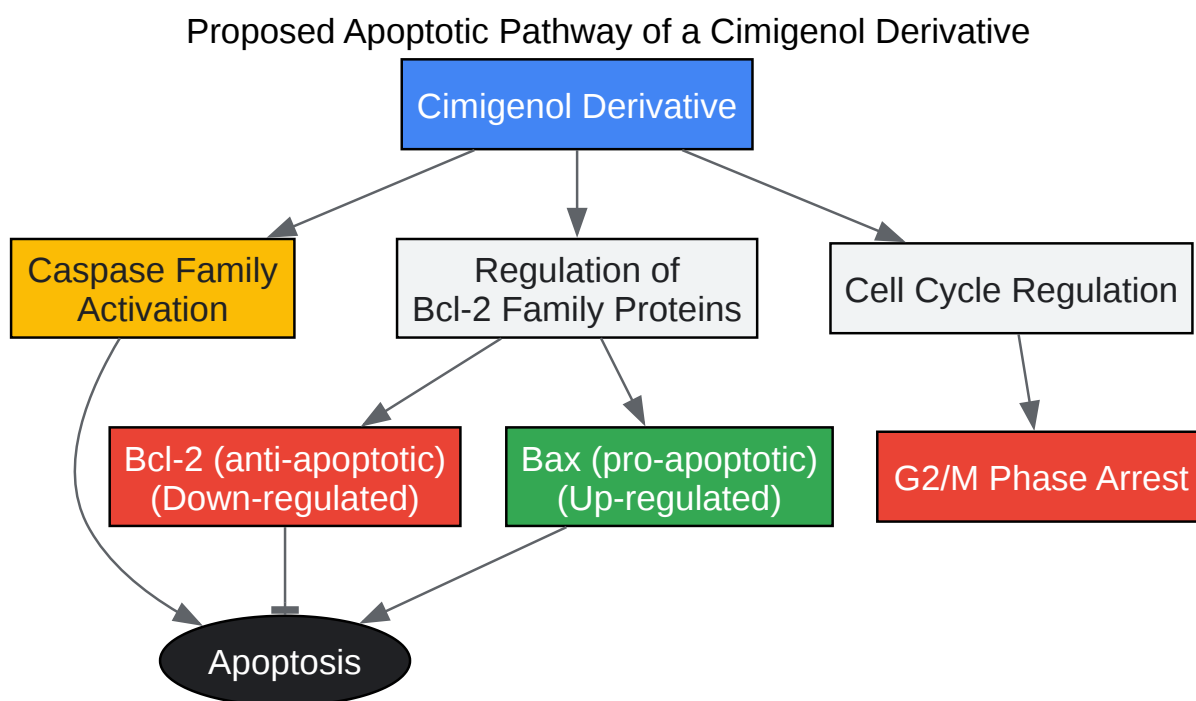 Proposed Apoptotic Pathway of a Cimigenol Derivative
Cimigenol Derivative
Caspase Family
Activation
Regulation of
Bcl-2 Family Proteins
Cell Cycle Regulation
Bcl-2 (anti-apoptotic)
(Down-regulated)
Bax (pro-apoptotic)
(Up-regulated)
G2/M Phase Arrest
Apoptosis